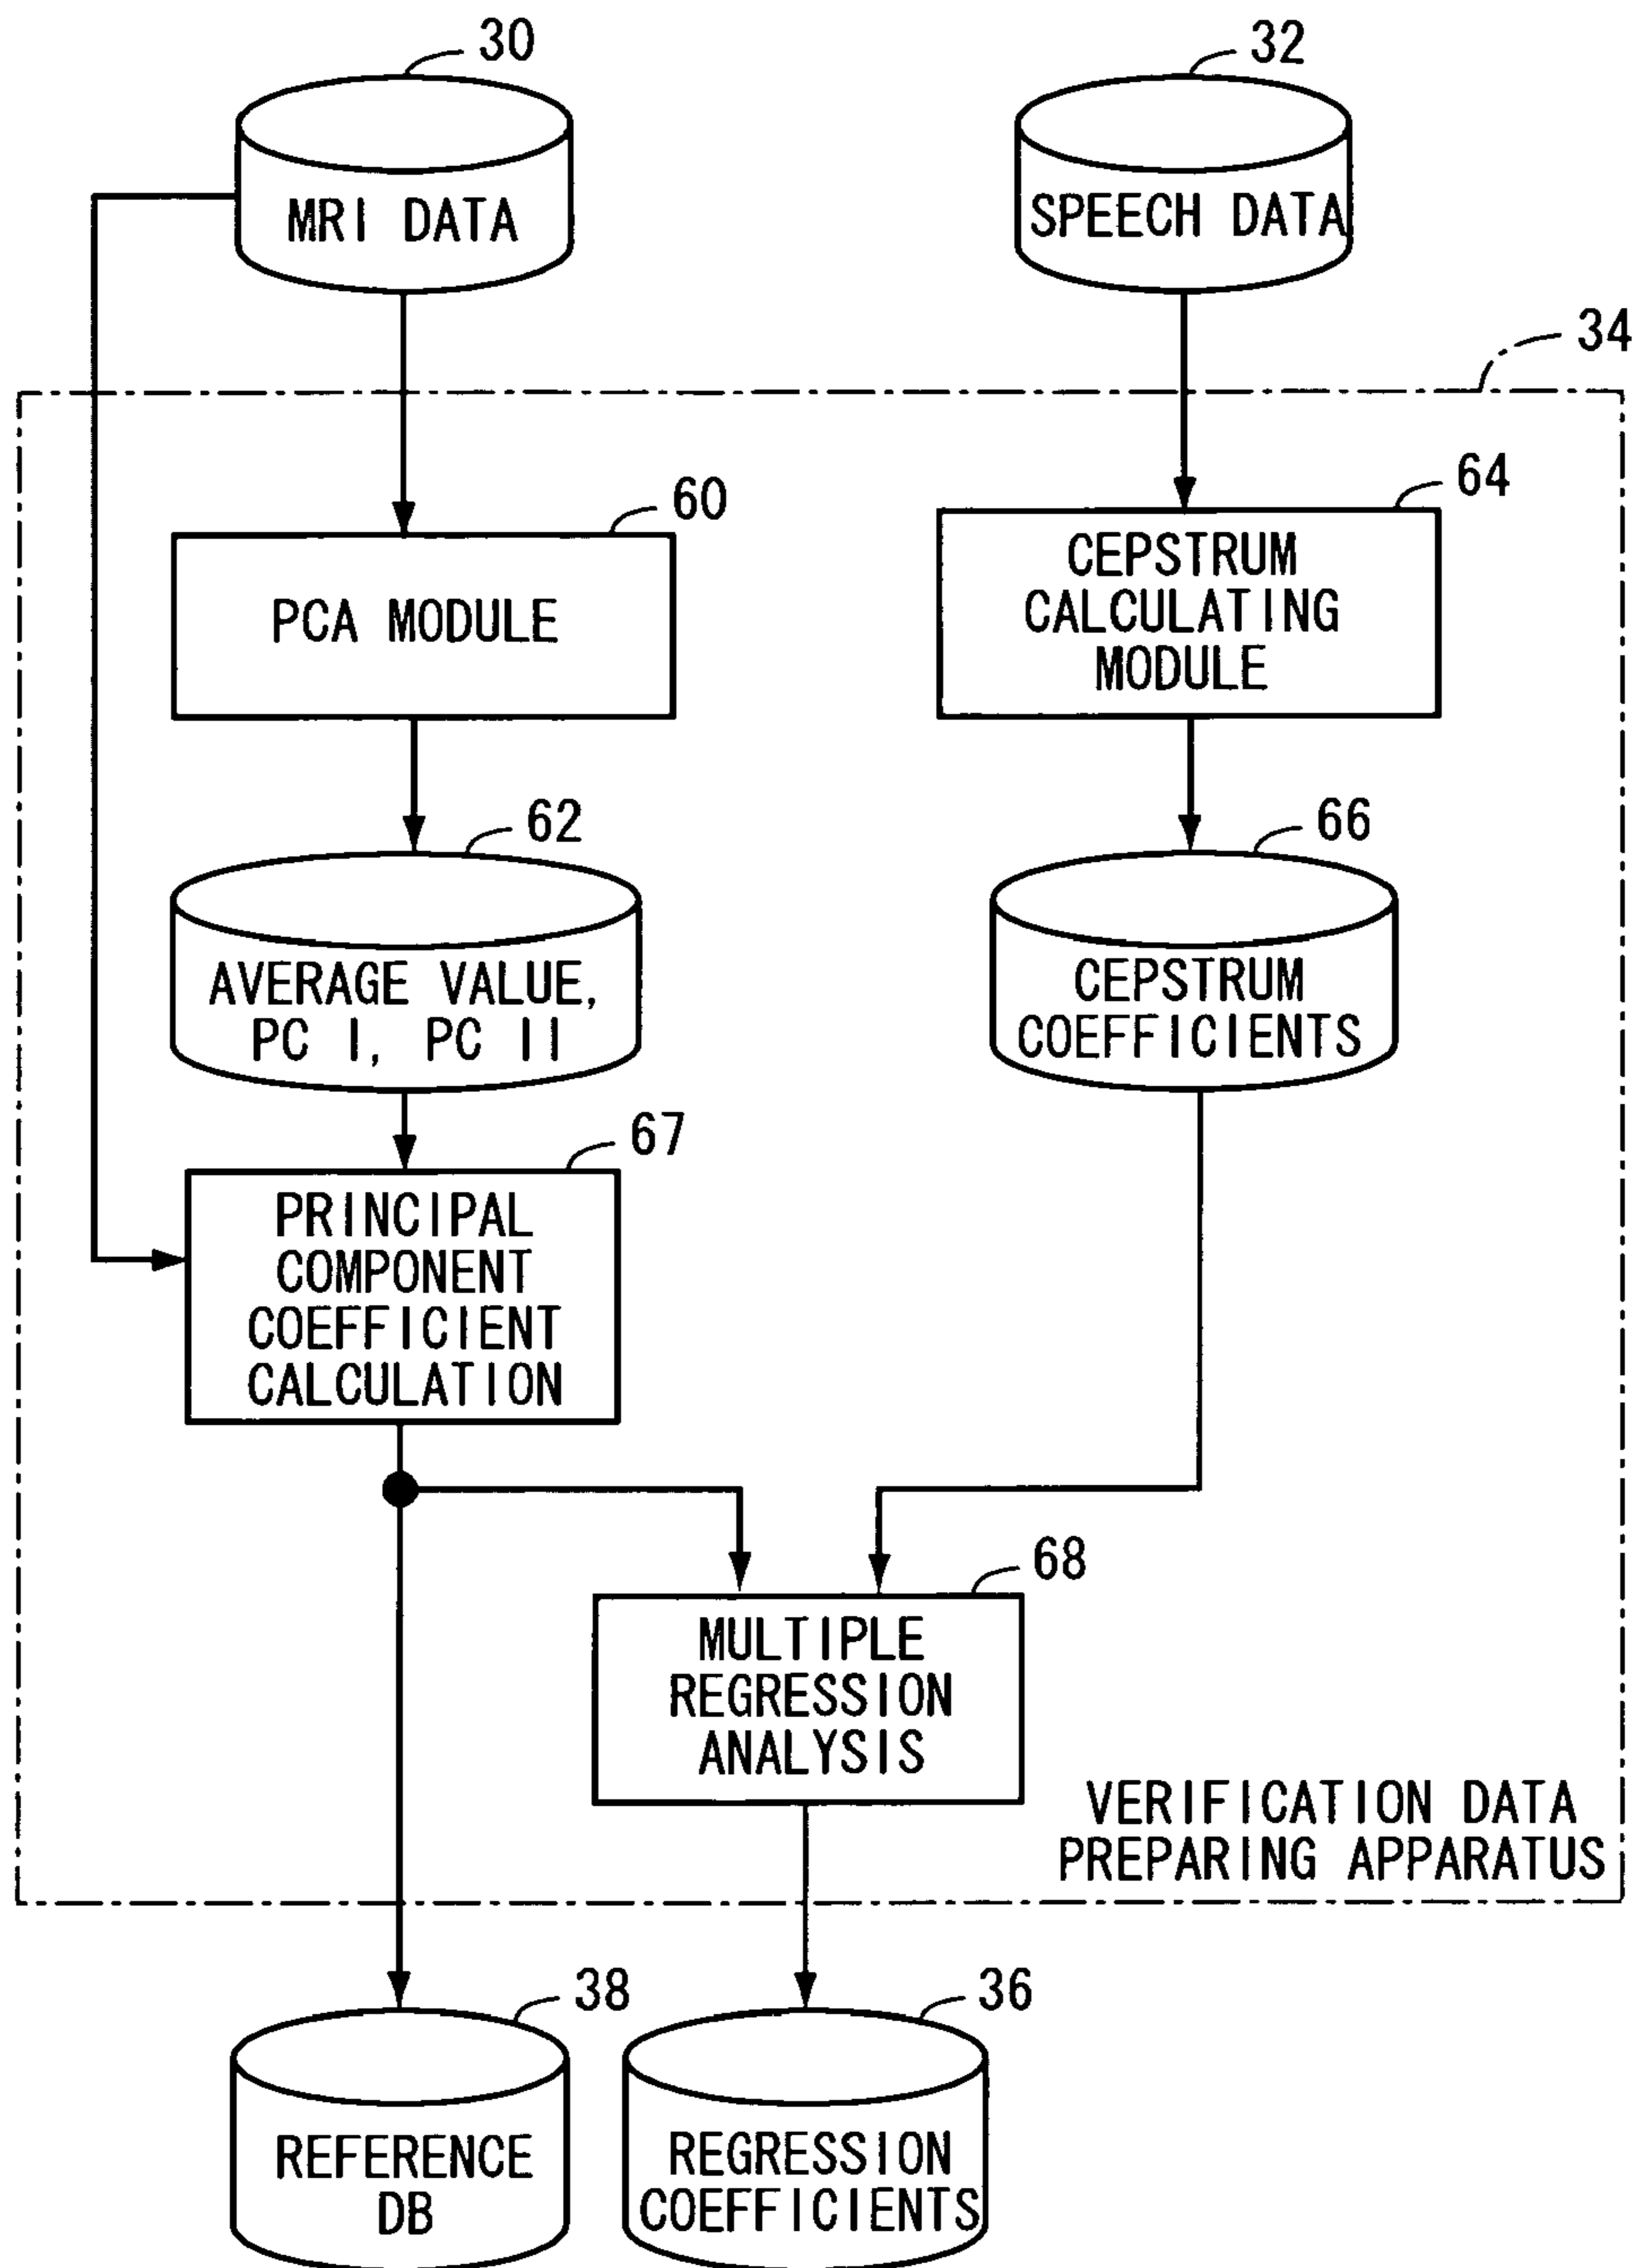 30
32
MRI DATA
SPEECH DATA
34
60
64
PCA MODULE
CEPSTRUM
CALCULATING
MODULE
62
66
AVERAGE VALUE,
PC I, PC II
CEPSTRUM
COEFFICIENTS
67
PRINCIPAL
COMPONENT
COEFFICIENT
CALCULATION
68
MULTIPLE
REGRESSION
ANALYSIS
VERIFICATION DATA
PREPARING APPARATUS
38
36
REFERENCE
DB
REGRESSION
COEFFICIENTS